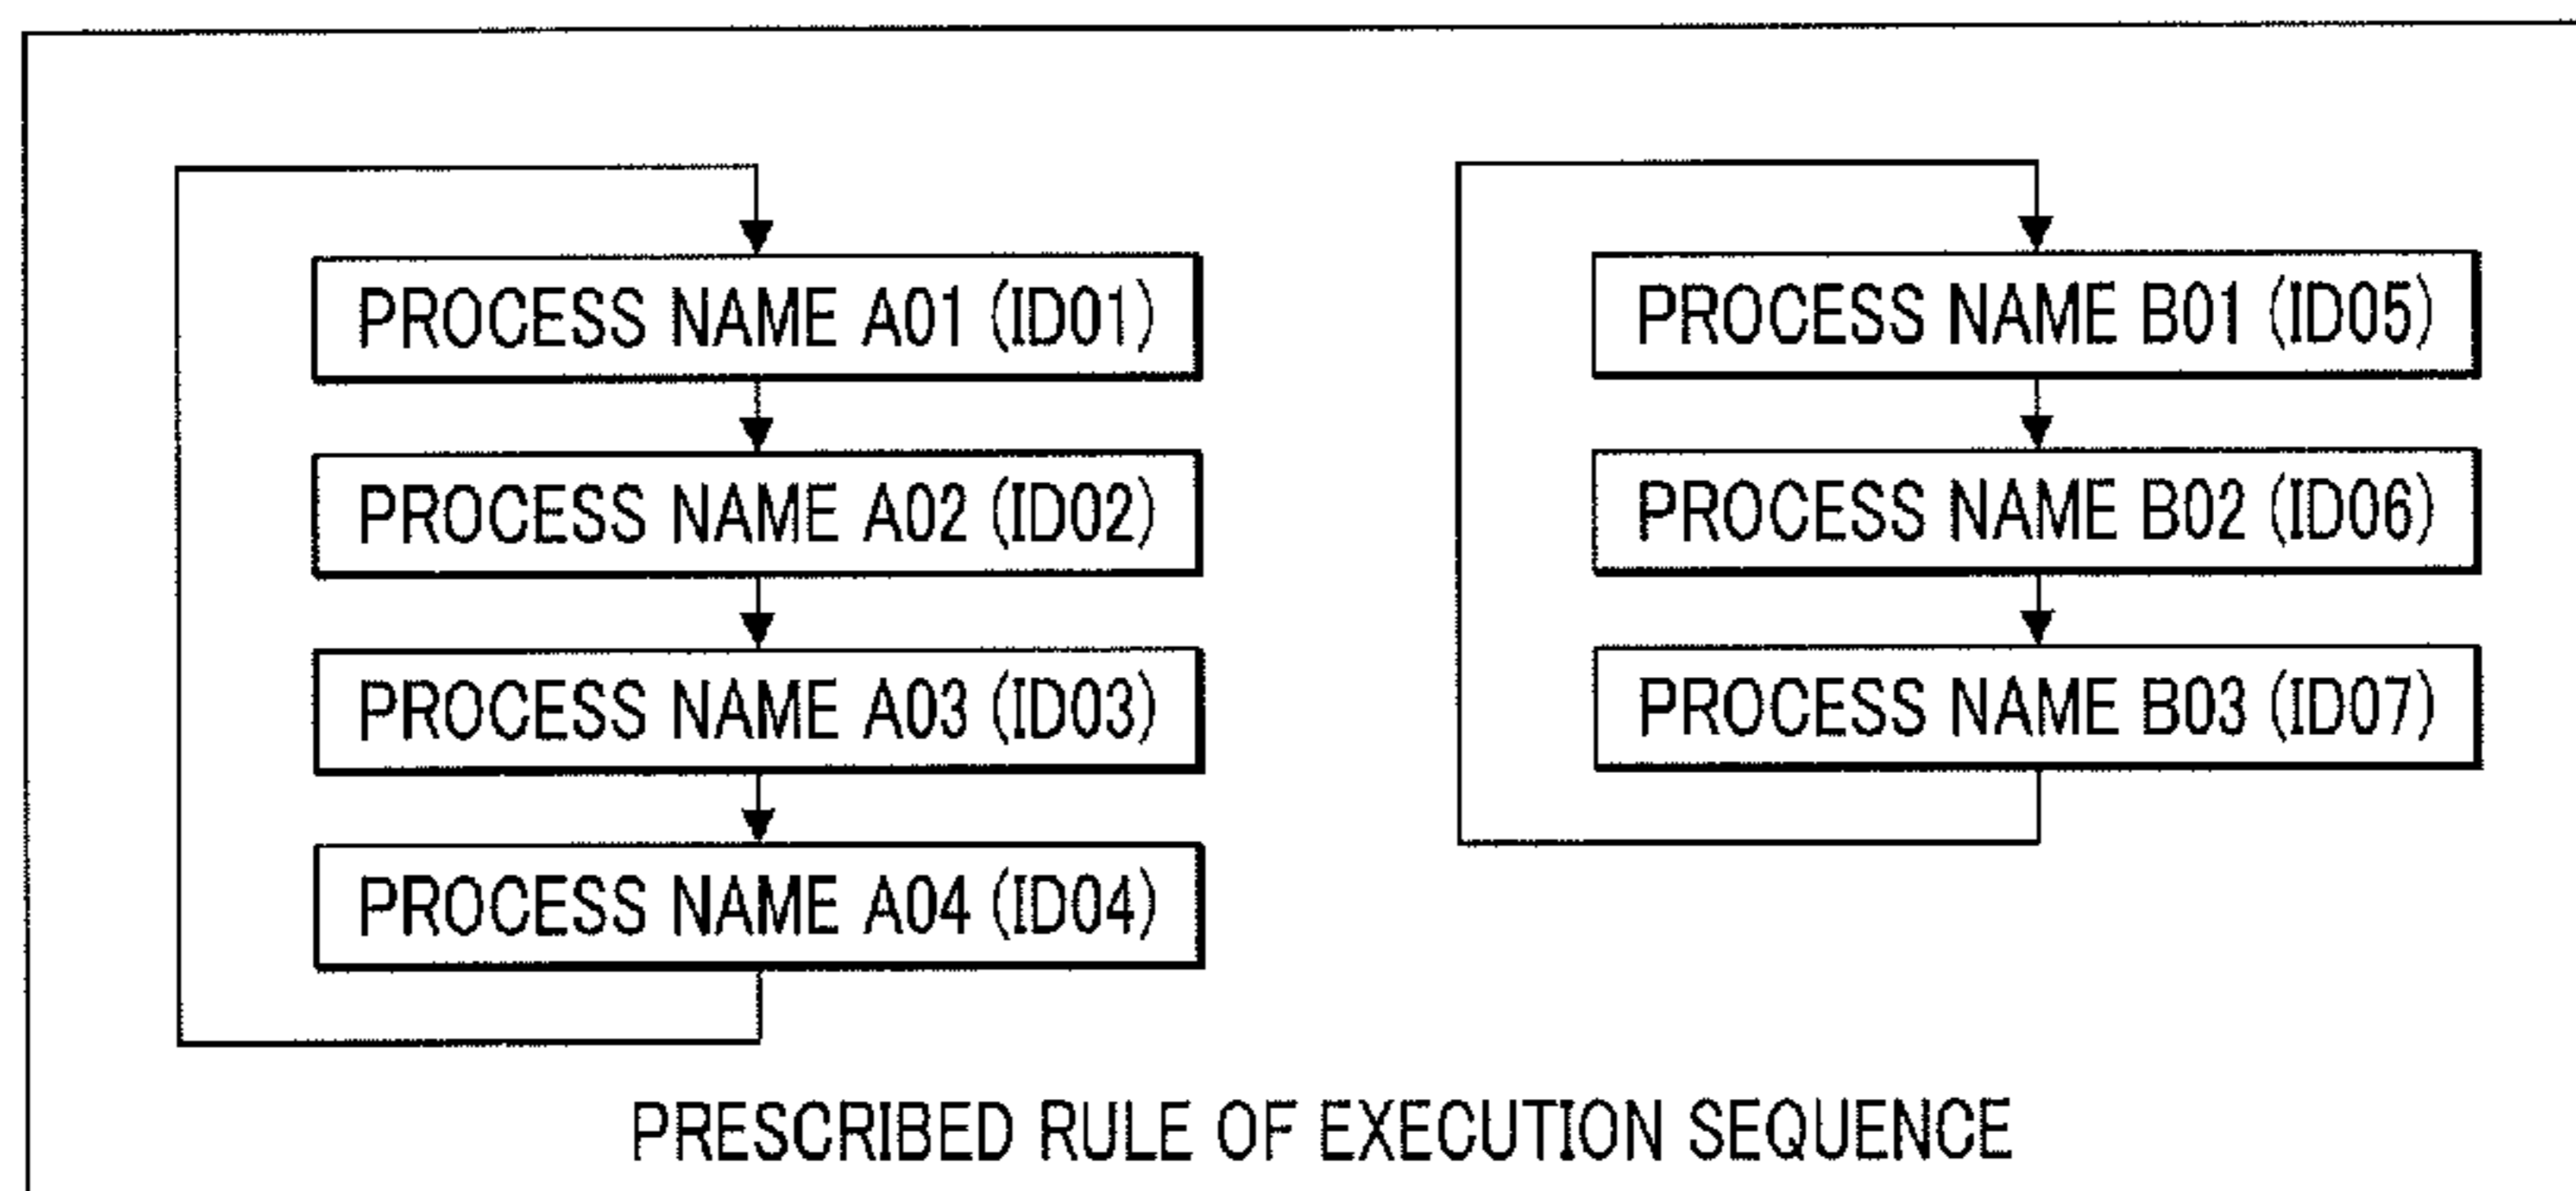 PROCESS NAME A01 (ID01)
PROCESS NAME A02 (ID02)
PROCESS NAME A03 (ID03)
PROCESS NAME A04 (ID04)
PROCESS NAME B01 (ID05)
PROCESS NAME B02 (ID06)
PROCESS NAME B03 (ID07)
PRESCRIBED RULE OF EXECUTION SEQUENCE